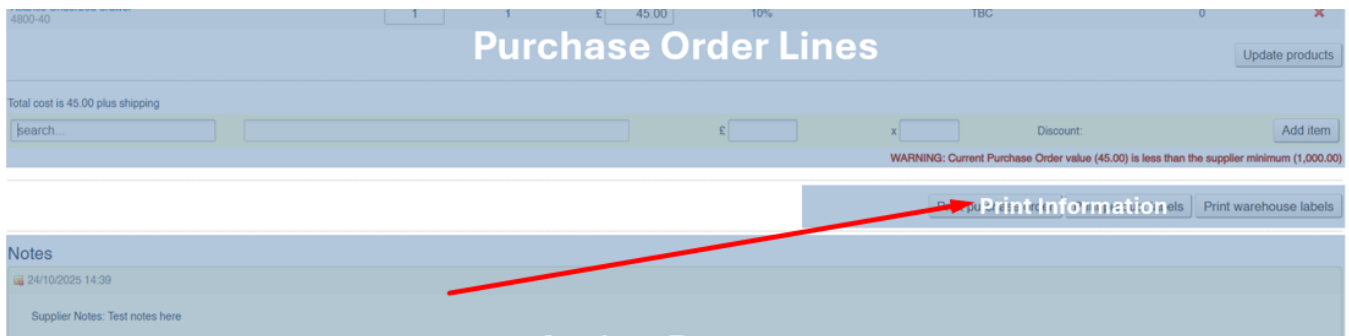 4800-40 1 1 £ 45.00 10% TBC 0
Purchase Order Lines
Update products
Total cost is 45.00 plus shipping
search... £ x Discount: Add item
WARNING: Current Purchase Order value (45.00) is less than the supplier minimum (1,000.00)
Print Information Print warehouse labels
Notes
24/10/2025 14:39
Supplier Notes: Test notes here